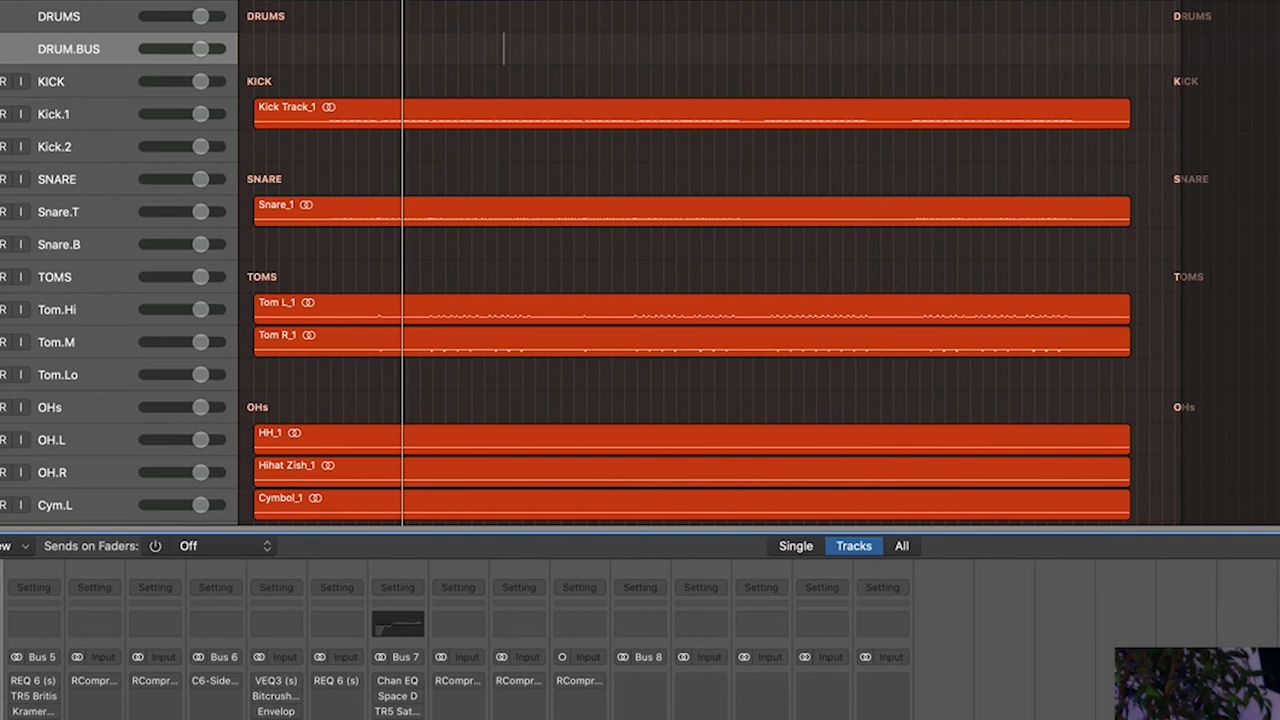 DRUMS DRUMS DRUMS
DRUM.BUS
R I KICK KICK KICK
R I Kick.1 Kick Track_1
R I Kick.2
R I SNARE SNARE SNARE
R I Snare.T Snare_1
R I Snare.B
R I TOMS TOMS TOMS
R I Tom.Hi Tom L_1
R I Tom.M Tom R_1
R I Tom.Lo
R I OHs OHs OHs
R I OH.L HH_1
R I OH.R Hihat Zish_1
R I Cym.L Cymbol_1
ew Sends on Faders: Off Single Tracks All
Setting Setting Setting Setting Setting Setting Setting Setting Setting Setting Setting Setting Setting Setting Setting
Bus 5 Input Input Bus 6 Input Input Bus 7 Input Input Input Bus 8 Input Input Input Input
REQ 6 (s) RCompr... RCompr... C6-Side... VEQ3 (s) REQ 6 (s) Chan EQ RCompr... RCompr... RCompr...
TR5 Britis Bitcrush... Space D
Kramer... Envelop TR5 Sat...